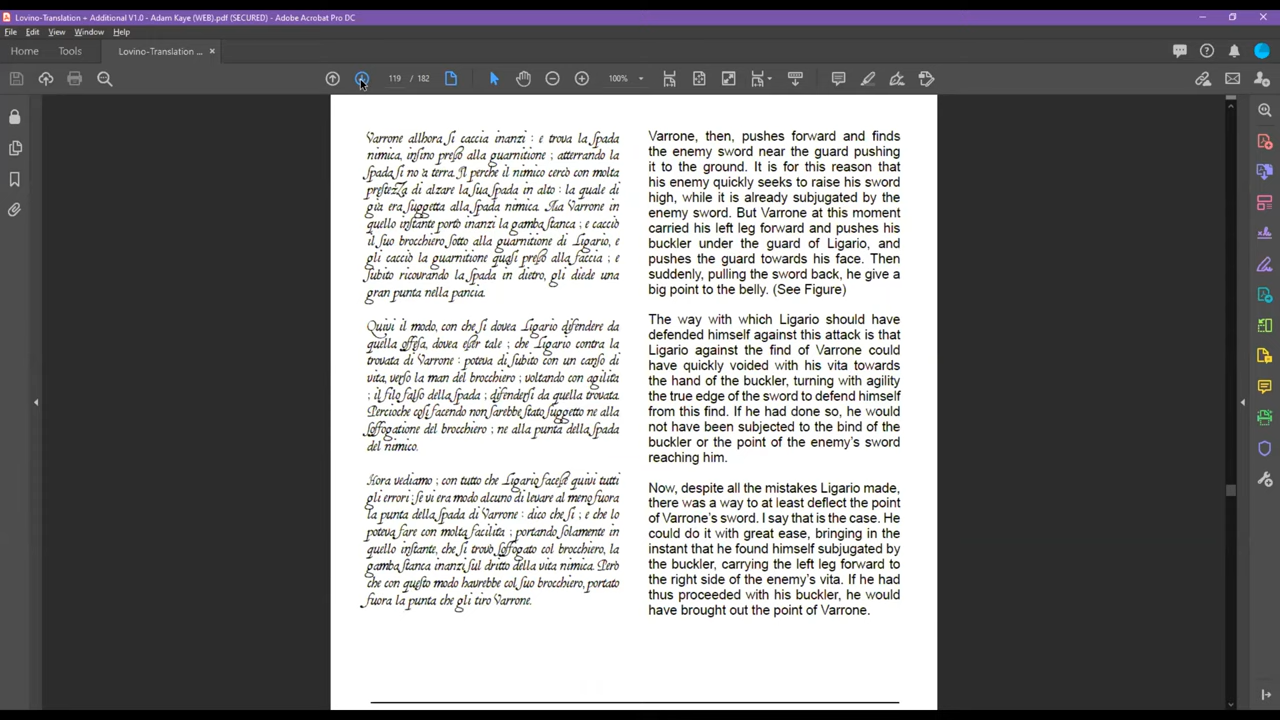 Lovino-Translation + Additional V1.0 - Adam Kaye (WEB).pdf (SECURED) - Adobe Acrobat Pro DC
File Edit View Window Help
Home Tools Lovino-Translation ... ×
119 / 182 100%
Varrone allhora si caccia inanzi : e trova la spada
nimica, insino presso alla guarnitione ; atterrando la
spada si no a terra. Il perche il nimico cercò con molta
prestezza di alzare la sua spada in alto : la quale di
gia era suggetta alla spada nimica. Ma Varrone in
quello instante porto inanzi la gamba stanca ; e cacciò
il suo brocchiero sotto alla guarnitione di Ligario, e
gli cacciò la guarnitione quasi presso alla faccia ; e
subito ricourando la spada in dietro, gli diede una
gran punta nella pancia.
Quivi il modo, con che si dovea Ligario difendere da
quella offesa, dovea esser tale ; che Ligario contra la
trovata di Varrone : poteva di subito con un canso di
vita, verso la man del brocchiero ; voltando con agilita
; il filo falso della spada ; difendersi da quella trovata.
Percioche cosi facendo non sarebbe stato suggetto ne alla
soffogatione del brocchiero ; ne alla punta della spada
del nimico.
Hora vediamo ; con tutto che Ligario facesse quivi tutti
gli errori ; se vi era modo alcuno di levare al meno fuora
la punta della spada di Varrone : dico che si ; e che lo
poteva fare con molta facilita ; portando solamente in
quello instante, che si trovò soffogato col brocchiero, la
gamba stanca inanzi sul dritto della vita nimica. Però
che con questo modo havrebbe col suo brocchiero, portato
fuora la punta che gli tiro Varrone.
Varrone, then, pushes forward and finds
the enemy sword near the guard pushing
it to the ground. It is for this reason that
his enemy quickly seeks to raise his sword
high, while it is already subjugated by the
enemy sword. But Varrone at this moment
carried his left leg forward and pushes his
buckler under the guard of Ligario, and
pushes the guard towards his face. Then
suddenly, pulling the sword back, he give a
big point to the belly. (See Figure)
The way with which Ligario should have
defended himself against this attack is that
Ligario against the find of Varrone could
have quickly voided with his vita towards
the hand of the buckler, turning with agility
the true edge of the sword to defend himself
from this find. If he had done so, he would
not have been subjected to the bind of the
buckler or the point of the enemy's sword
reaching him.
Now, despite all the mistakes Ligario made,
there was a way to at least deflect the point
of Varrone's sword. I say that is the case. He
could do it with great ease, bringing in the
instant that he found himself subjugated by
the buckler, carrying the left leg forward to
the right side of the enemy's vita. If he had
thus proceeded with his buckler, he would
have brought out the point of Varrone.